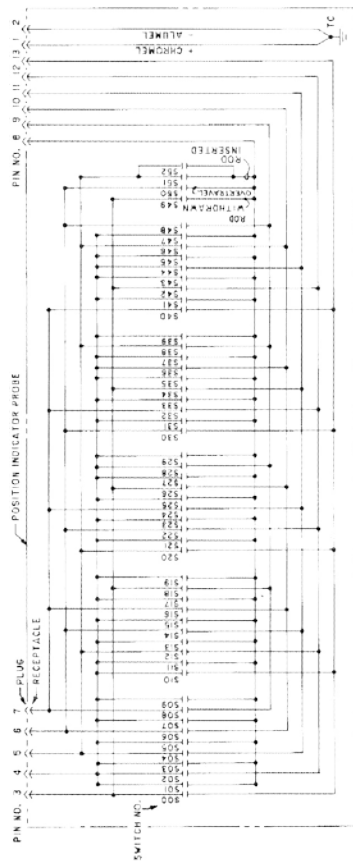 POSITION INDICATOR PROBE
PLUG
RECEPTACLE
PIN NO. 3 4 5 6 7
PIN NO. 8 9 10 11 12 13 1 2
+ CHROMEL
- ALUMEL
TC
SWITCH NO.
S00 S01 S02 S03 S04 S05 S06 S07 S08 S09
S10 S11 S12 S13 S14 S15 S16 S17 S18 S19
S20 S21 S22 S23 S24 S25 S26 S27 S28 S29
S30 S31 S32 S33 S34 S35 S36 S37 S38 S39
S40 S41 S42 S43 S44 S45 S46 S47 S48
S49 S50 S51 S52
ROD
WITHDRAWN
OVERTRAVEL
ROD
INSERTED